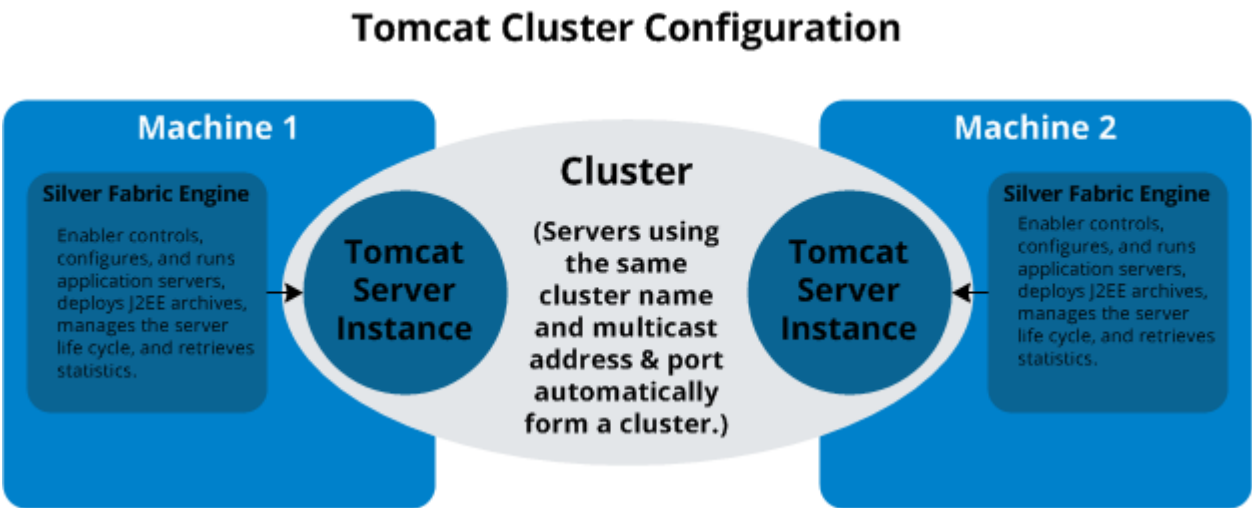 Tomcat Cluster Configuration
Machine 1
Silver Fabric Engine
Enabler controls,
configures, and runs
application servers,
deploys J2EE archives,
manages the server
life cycle, and retrieves
statistics.
Tomcat
Server
Instance
Cluster
(Servers using
the same
cluster name
and multicast
address & port
automatically
form a cluster.)
Tomcat
Server
Instance
Machine 2
Silver Fabric Engine
Enabler controls,
configures, and runs
application servers,
deploys J2EE archives,
manages the server
life cycle, and retrieves
statistics.